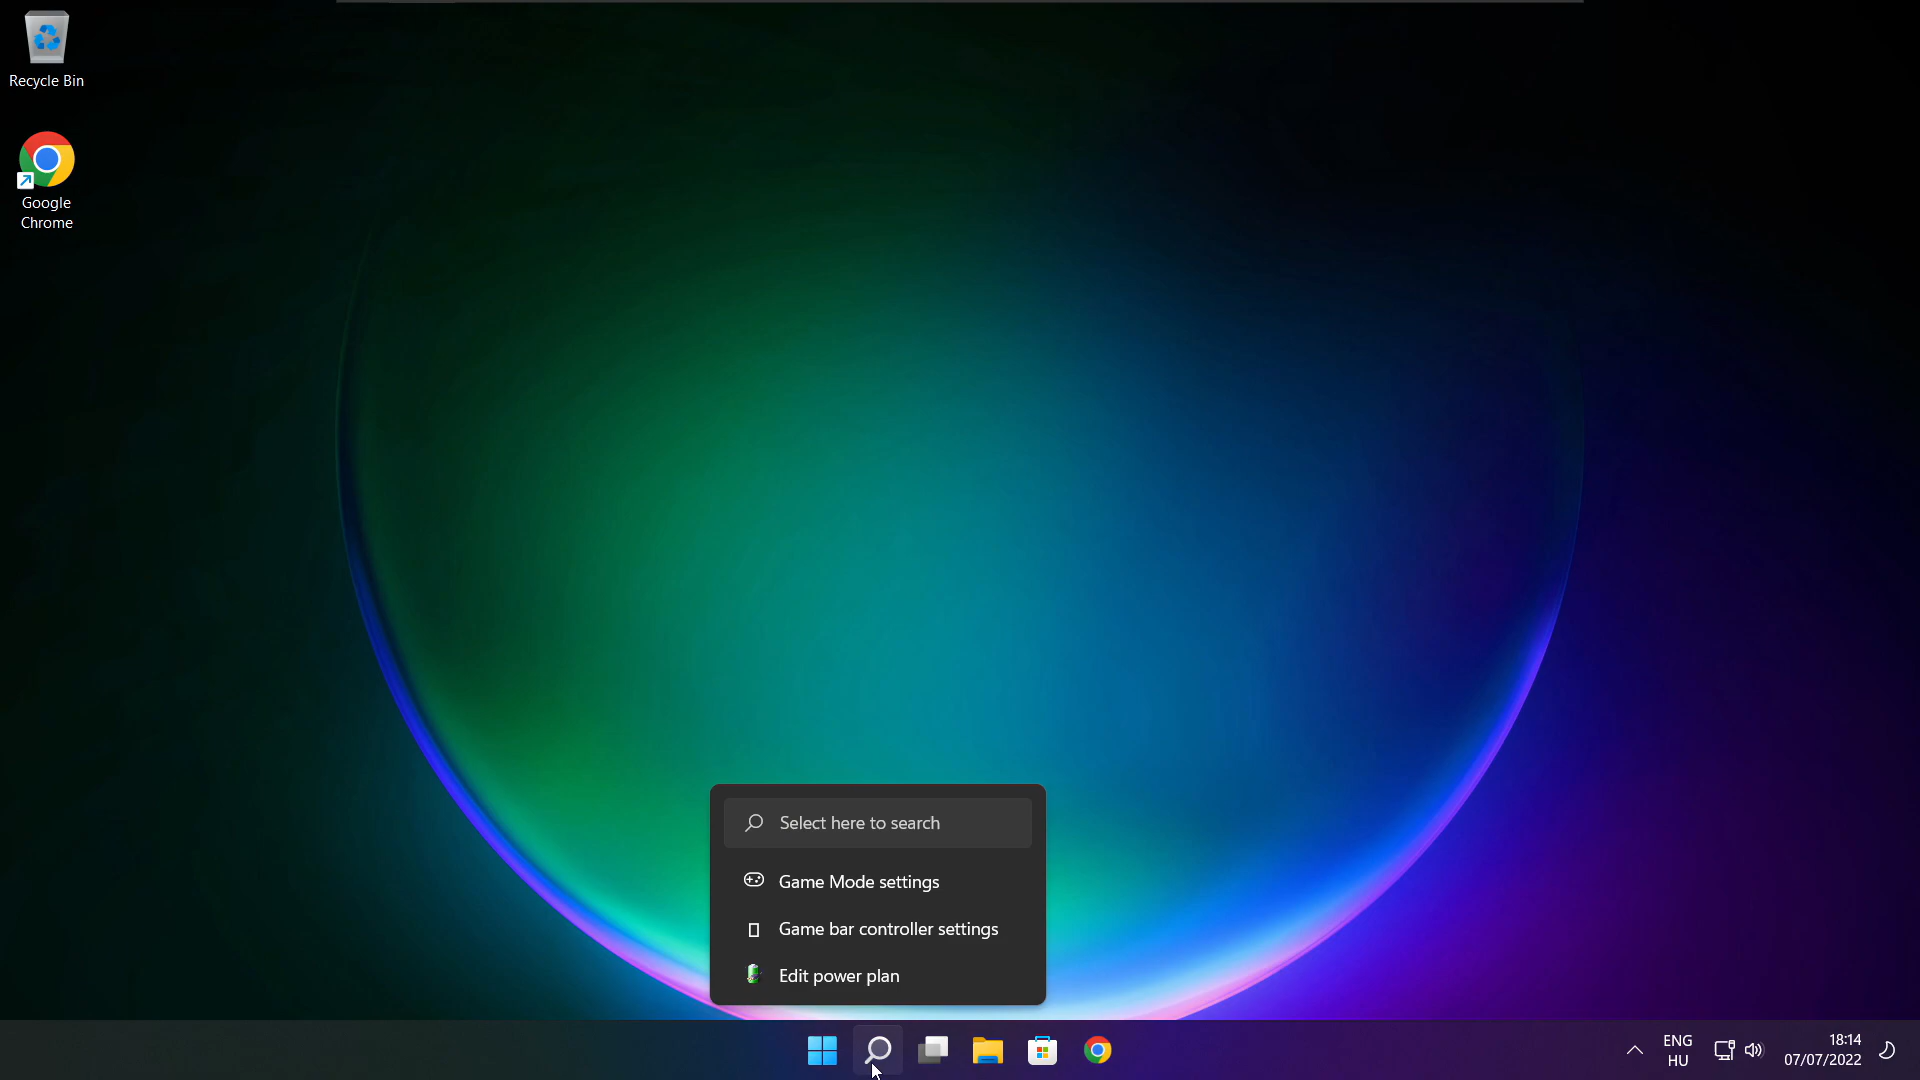 Recycle Bin
Google
Chrome
Select here to search
Game Mode settings
Game bar controller settings
Edit power plan
ENG
HU
18:14
07/07/2022